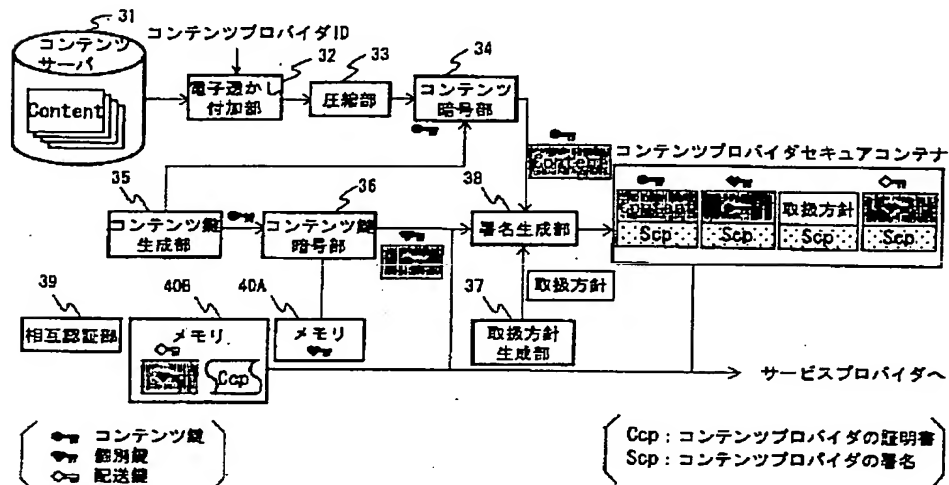 31
コンテンツプロバイダID
コンテンツ
サーバ
Content
32
電子透かし
付加部
33
圧縮部
34
コンテンツ
暗号部
Content
コンテンツプロバイダセキュアコンテナ
35
コンテンツ鍵
生成部
36
コンテンツ鍵
暗号部
38
署名生成部
Content
取扱方針
Scp
Scp
Scp
Scp
取扱方針
39
相互認証部
40B
メモリ
Ccp
40A
メモリ
37
取扱方針
生成部
サービスプロバイダへ
コンテンツ鍵
個別鍵
配送鍵
Ccp:コンテンツプロバイダの証明書
Scp:コンテンツプロバイダの署名